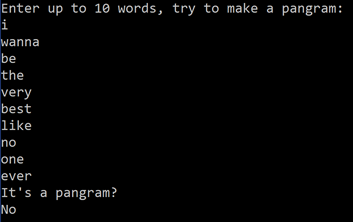 Enter up to 10 words, try to make a pangram:
i
wanna
be
the
very
best
like
no
one
ever
It's a pangram?
No